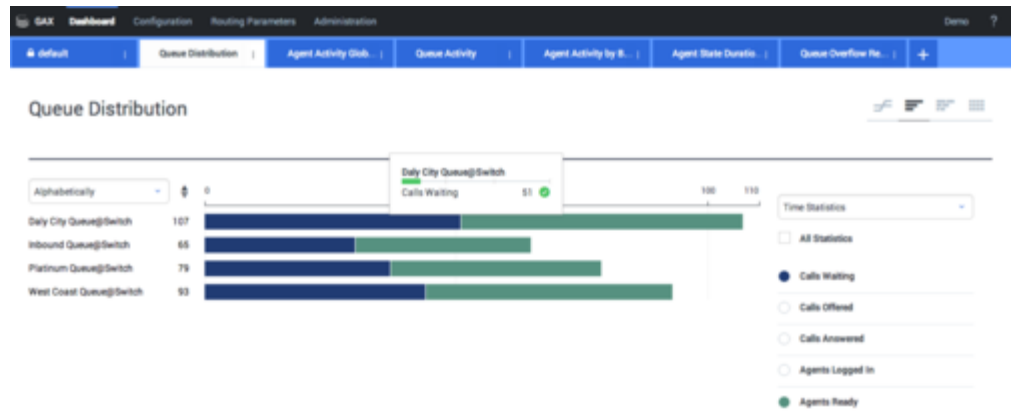 GAX Dashboard Configuration Routing Parameters Administration Demo ?
default Queue Distribution Agent Activity Glob... Queue Activity Agent Activity by B... Agent State Duratio... Queue Overflow Re... +
Queue Distribution
Daly City Queue@Switch
Calls Waiting 51
Alphabetically 0 100 110
Time Statistics
Daly City Queue@Switch 107
Inbound Queue@Switch 65
Platinum Queue@Switch 79
West Coast Queue@Switch 93
All Statistics
Calls Waiting
Calls Offered
Calls Answered
Agents Logged In
Agents Ready